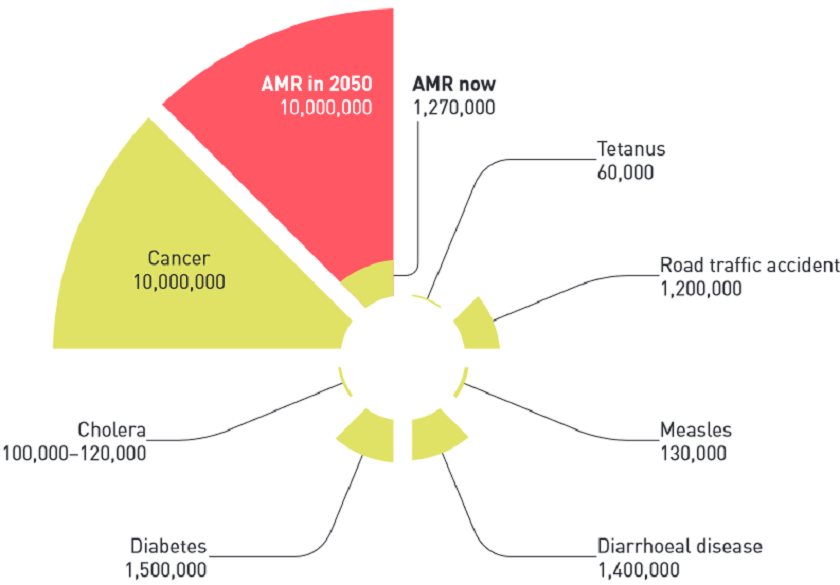 AMR in 2050
10,000,000
AMR now
1,270,000
Tetanus
60,000
Road traffic accident
1,200,000
Cancer
10,000,000
Cholera
100,000–120,000
Measles
130,000
Diabetes
1,500,000
Diarrhoeal disease
1,400,000